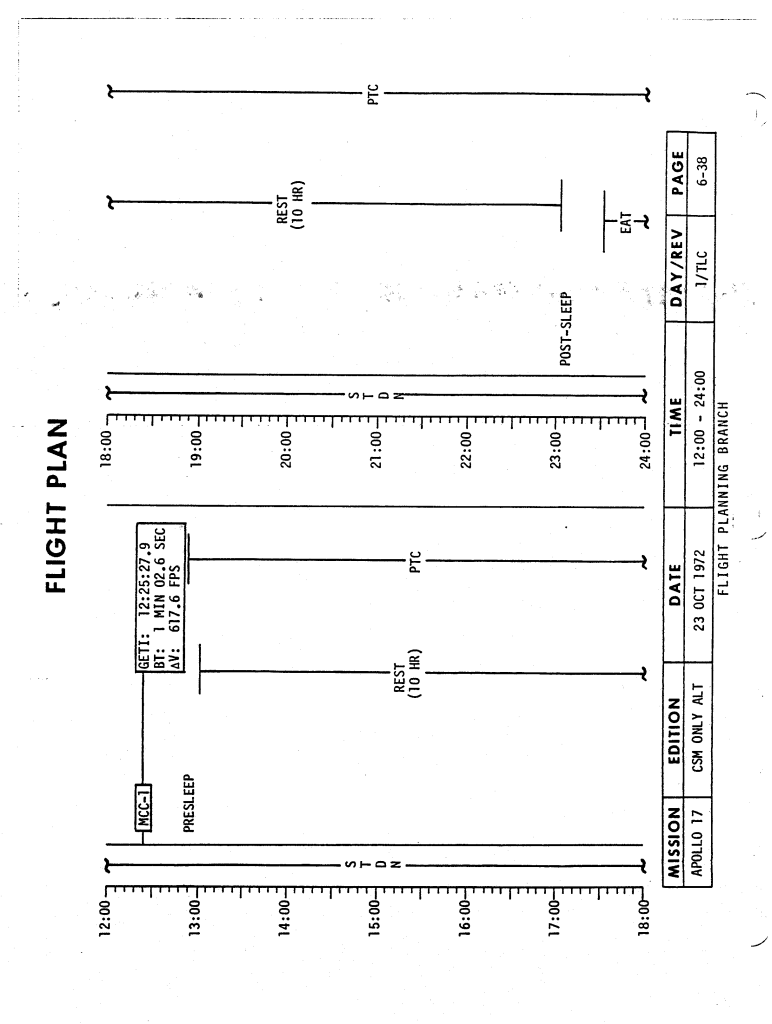 FLIGHT PLAN
12:00
13:00
14:00
15:00
16:00
17:00
18:00
STDN
MCC-1
PRESLEEP
GETI: 12:25:27.9
BT: 1 MIN 02.6 SEC
ΔV: 617.6 FPS
REST
(10 HR)
PTC
18:00
19:00
20:00
21:00
22:00
23:00
24:00
STDN
POST-SLEEP
REST
(10 HR)
EAT
PTC
MISSION EDITION DATE TIME DAY/REV PAGE
APOLLO 17 CSM ONLY ALT 23 OCT 1972 12:00 - 24:00 1/TLC 6-38
FLIGHT PLANNING BRANCH